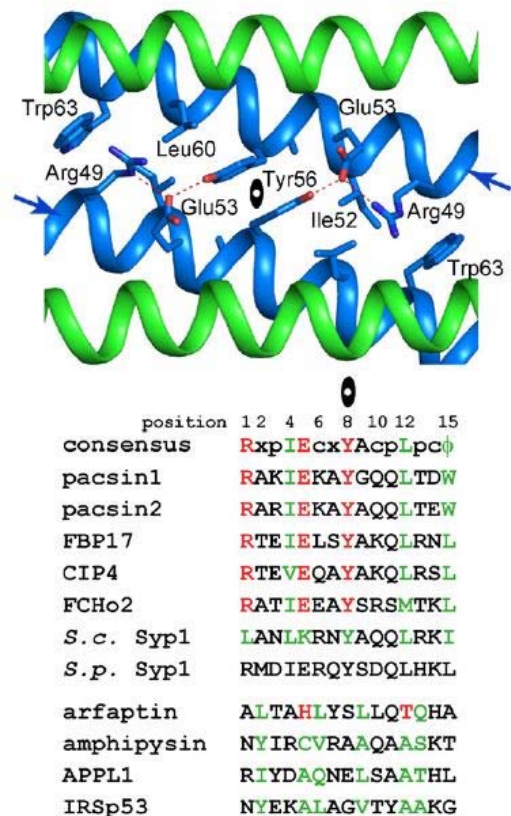 Trp63
Glu53
Leu60
Arg49
Tyr56
Glu53
Ile52
Arg49
Trp63
position 1 2 4 6 8 10 12 15
consensus RxpIEcxYAcpLpcϕ
pacsin1 RAKIEKAYGQQLTDW
pacsin2 RARIEKAYAQQLTEW
FBP17 RTEIELSYAKQLRNL
CIP4 RTEVEQAYAKQLRSL
FCHo2 RATIEEAYSRSMTKL
S.c. Syp1 LANLKRNYAQQLRKI
S.p. Syp1 RMDIERQYSDQLHKL
arfaptin ALTAHLYSLLQTQHA
amphipysin NYIRCVRAAQAASKT
APPL1 RIYDAQNELSAATHL
IRSp53 NYEKALAGVTYAAKG